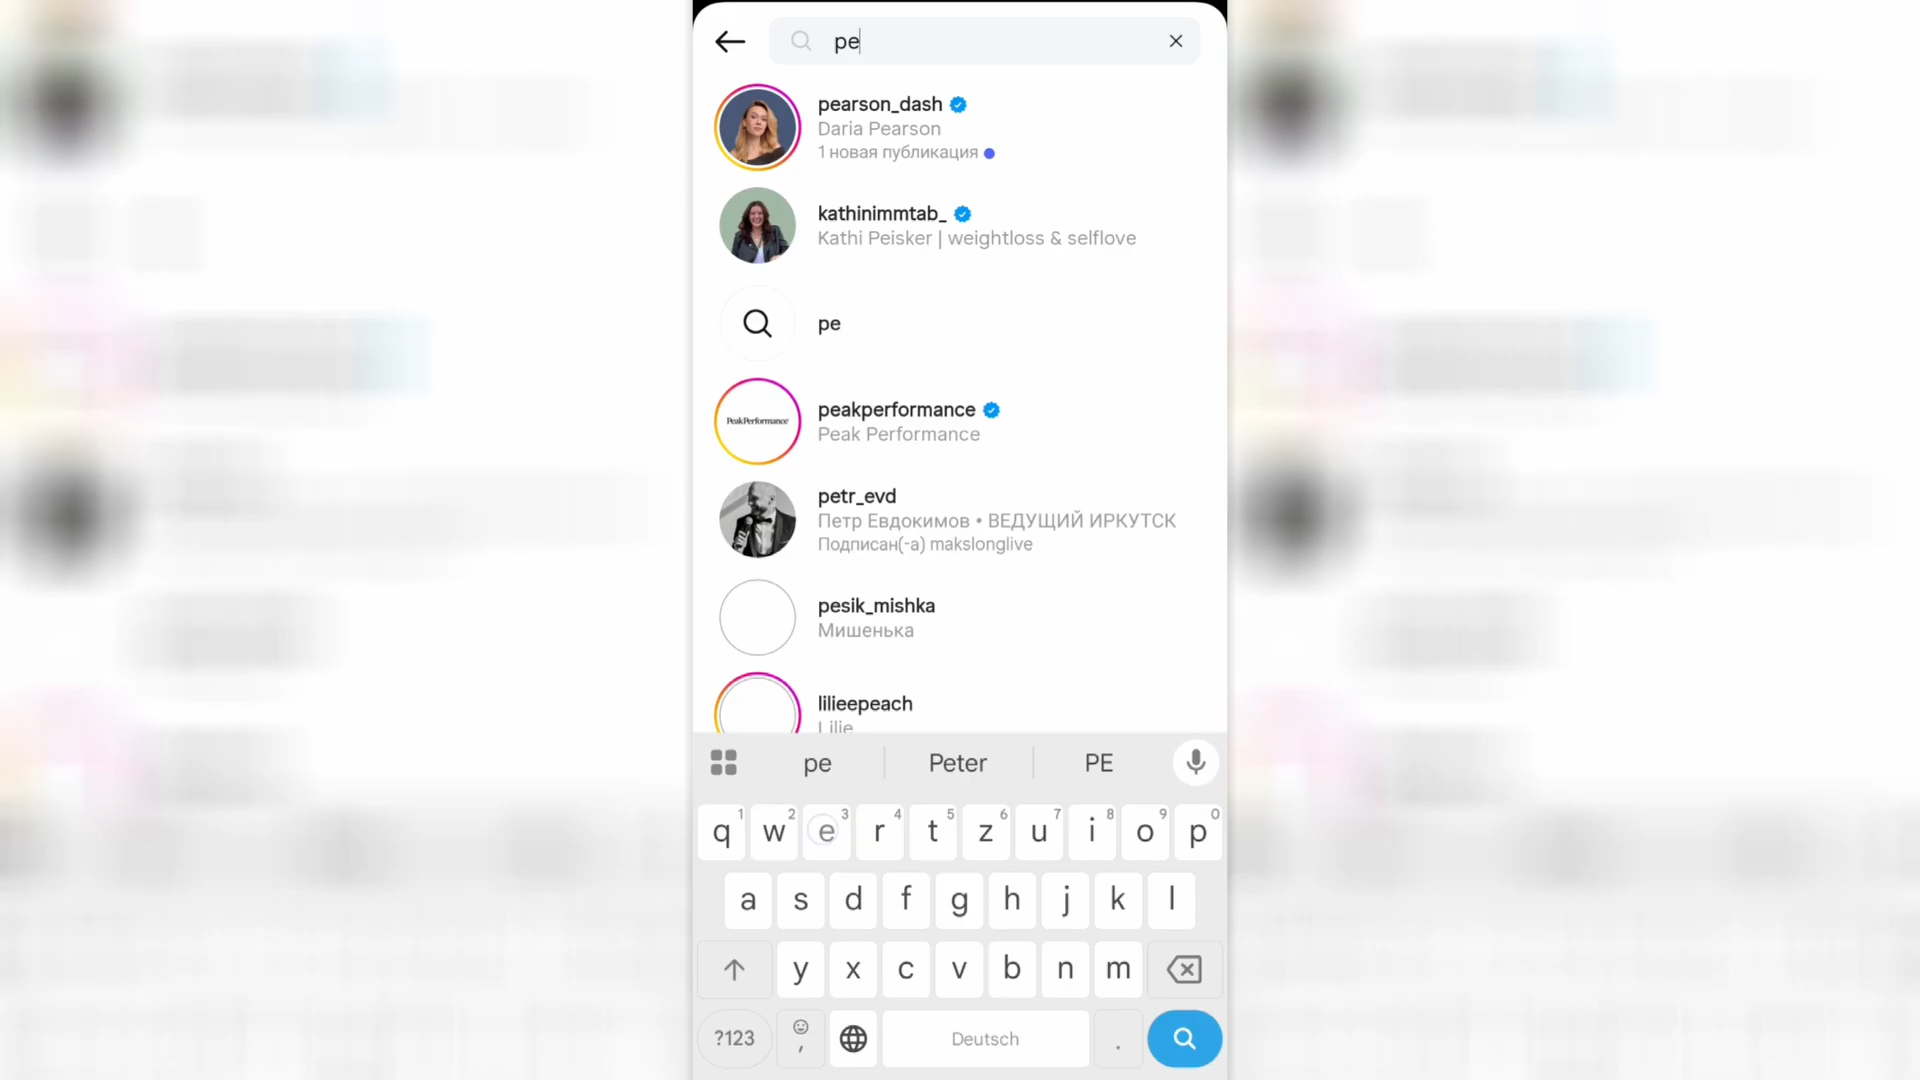 pe
pearson_dash
Daria Pearson
1 новая публикация
kathinimmtab_
Kathi Peisker | weightloss & selflove
pe
PeakPerformance
peakperformance
Peak Performance
petr_evd
Петр Евдокимов • ВЕДУЩИЙ ИРКУТСК
Подписан(-а) makslonglive
pesik_mishka
Мишенька
lilieepeach
Lilie
pe Peter PE
1 2 3 4 5 6 7 8 9 0
q w e r t z u i o p
a s d f g h j k l
y x c v b n m
?123 , Deutsch .